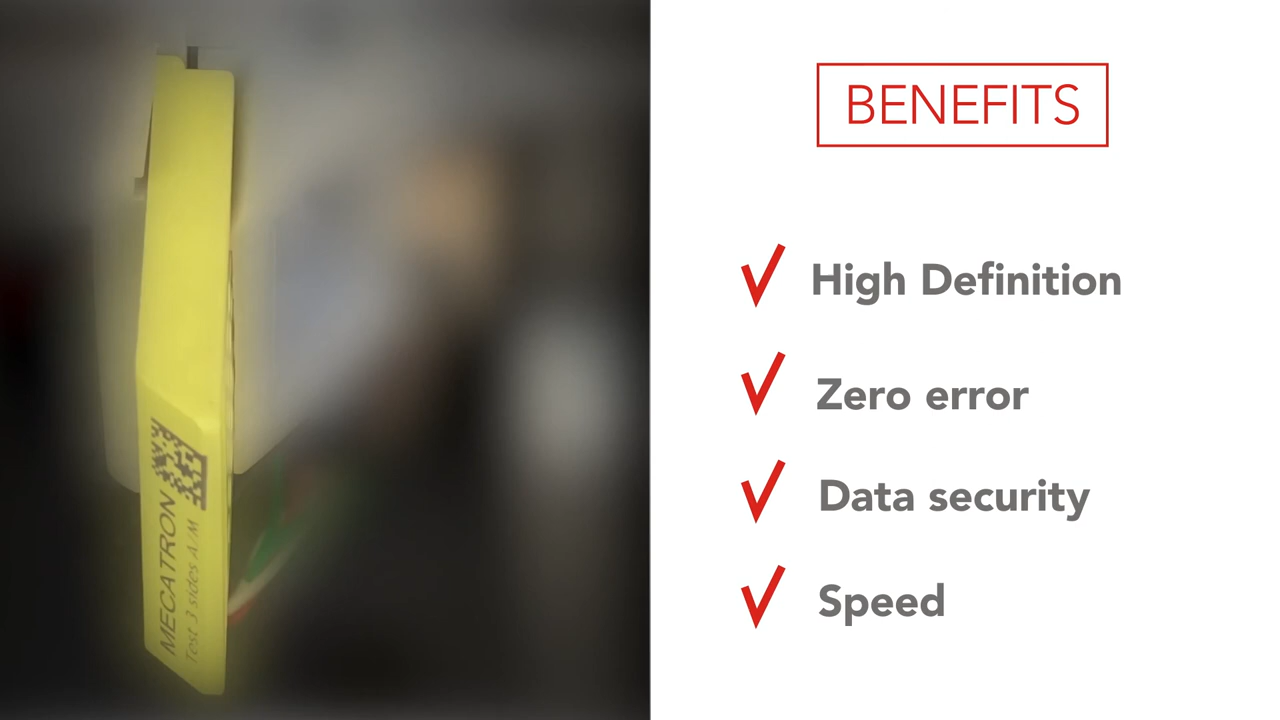 MECATRON
Test 3 sides A/M
BENEFITS
High Definition
Zero error
Data security
Speed